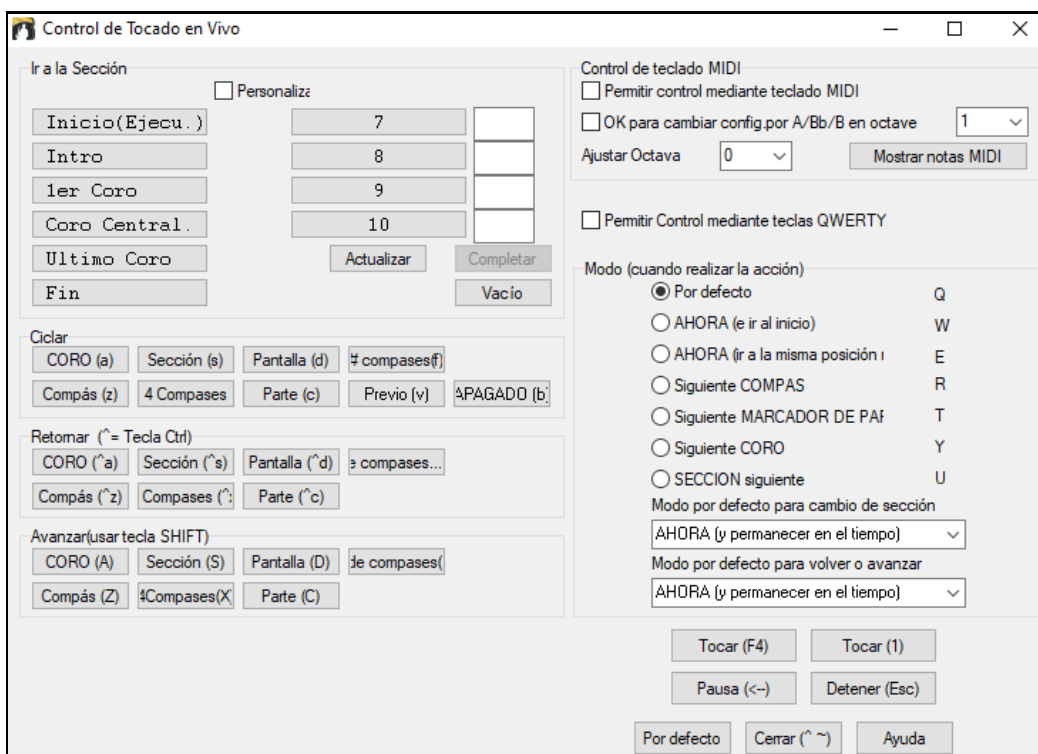 Control de Tocado en Vivo
Ir a la Sección
Personaliza
Inicio(Ejecu.) 7
Intro 8
1er Coro 9
Coro Central. 10
Ultimo Coro Actualizar Completar
Fin Vacío
Ciclar
CORO (a) Sección (s) Pantalla (d) # compases(f)
Compás (z) 4 Compases Parte (c) Previo (v) APAGADO (b)
Retornar (^= Tecla Ctrl)
CORO (^a) Sección (^s) Pantalla (^d) e compases...
Compás (^z) Compases (^ Parte (^c)
Avanzar(usar tecla SHIFT)
CORO (A) Sección (S) Pantalla (D) de compases(
Compás (Z) 4Compases(X) Parte (C)
Control de teclado MIDI
Permitir control mediante teclado MIDI
OK para cambiar config.por A/Bb/B en octave 1
Ajustar Octava 0 Mostrar notas MIDI
Permitir Control mediante teclas QWERTY
Modo (cuando realizar la acción)
Por defecto Q
AHORA (e ir al inicio) W
AHORA (ir a la misma posición E
Siguiente COMPAS R
Siguiente MARCADOR DE PAR T
Siguiente CORO Y
SECCION siguiente U
Modo por defecto para cambio de sección
AHORA (y permanecer en el tiempo)
Modo por defecto para volver o avanzar
AHORA (y permanecer en el tiempo)
Tocar (F4) Tocar (1)
Pausa (<--) Detener (Esc)
Por defecto Cerrar (^ ~) Ayuda